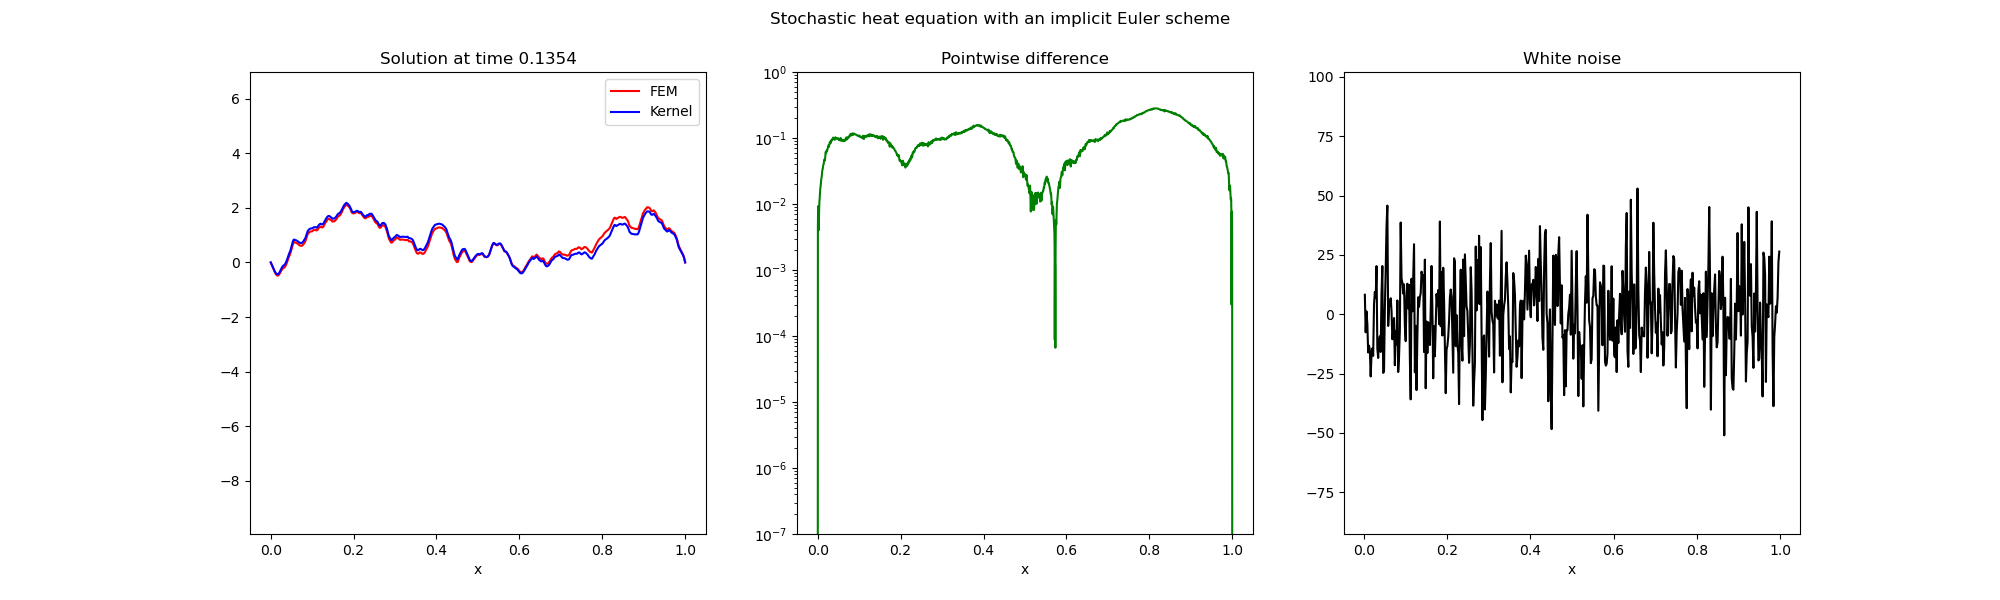 Stochastic heat equation with an implicit Euler scheme
Solution at time 0.1354
FEM
Kernel
6
4
2
0
−2
−4
−6
−8
0.0 0.2 0.4 0.6 0.8 1.0
x
Pointwise difference
10⁰
10⁻¹
10⁻²
10⁻³
10⁻⁴
10⁻⁵
10⁻⁶
10⁻⁷
0.0 0.2 0.4 0.6 0.8 1.0
x
White noise
100
75
50
25
0
−25
−50
−75
0.0 0.2 0.4 0.6 0.8 1.0
x